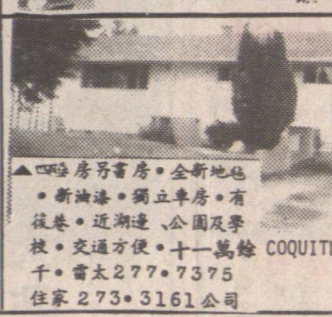 ▲四睡房另書房•全新地毡
•新油漆•獨立車房•有
後巷•近湖邊、公園及學
校•交通方便•十一萬餘 COQUITL
千•雷太277•7375
住家273•3161公司